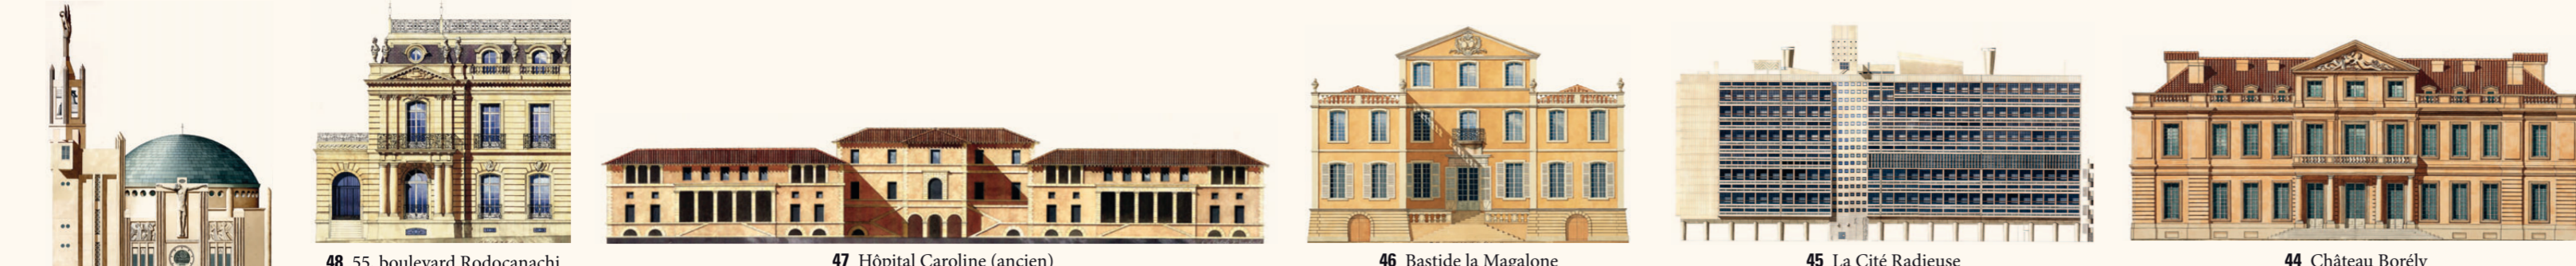 48 55, boulevard Rodocanachi
47 Hôpital Caroline (ancien)
46 Bastide la Magalone
45 La Cité Radieuse
44 Château Borély